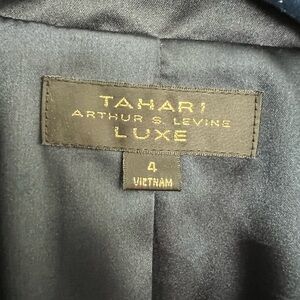 TAHARI
ARTHUR S. LEVINE
LUXE
4
VIETNAM